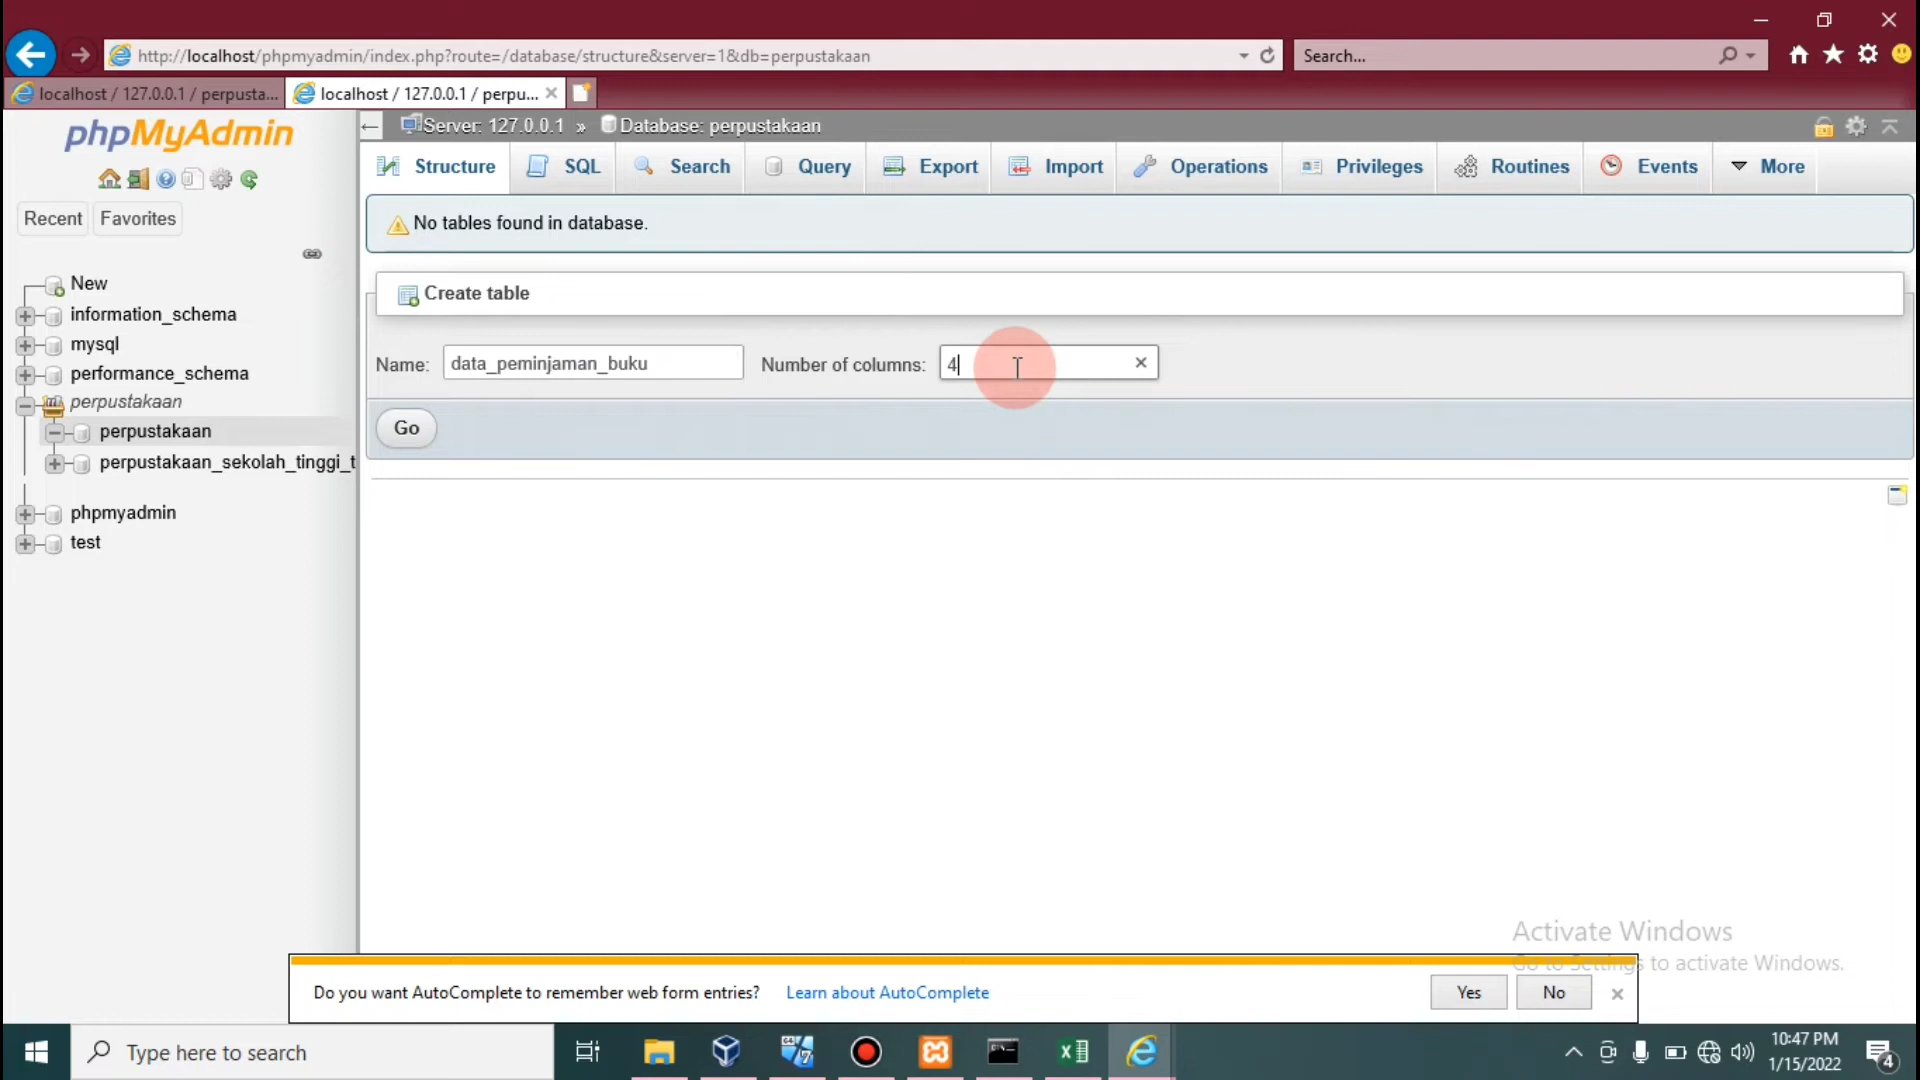 http://localhost/phpmyadmin/index.php?route=/database/structure&server=1&db=perpustakaan
Search...
localhost / 127.0.0.1 / perpusta...
localhost / 127.0.0.1 / perpu...
phpMyAdmin
Server: 127.0.0.1 » Database: perpustakaan
Structure SQL Search Query Export Import Operations Privileges Routines Events More
Recent Favorites
No tables found in database.
New
information_schema
mysql
performance_schema
perpustakaan
perpustakaan
perpustakaan_sekolah_tinggi_t
phpmyadmin
test
Create table
Name: data_peminjaman_buku Number of columns: 4
Go
Activate Windows
Go to Settings to activate Windows.
Do you want AutoComplete to remember web form entries? Learn about AutoComplete Yes No
Type here to search
10:47 PM
1/15/2022
4